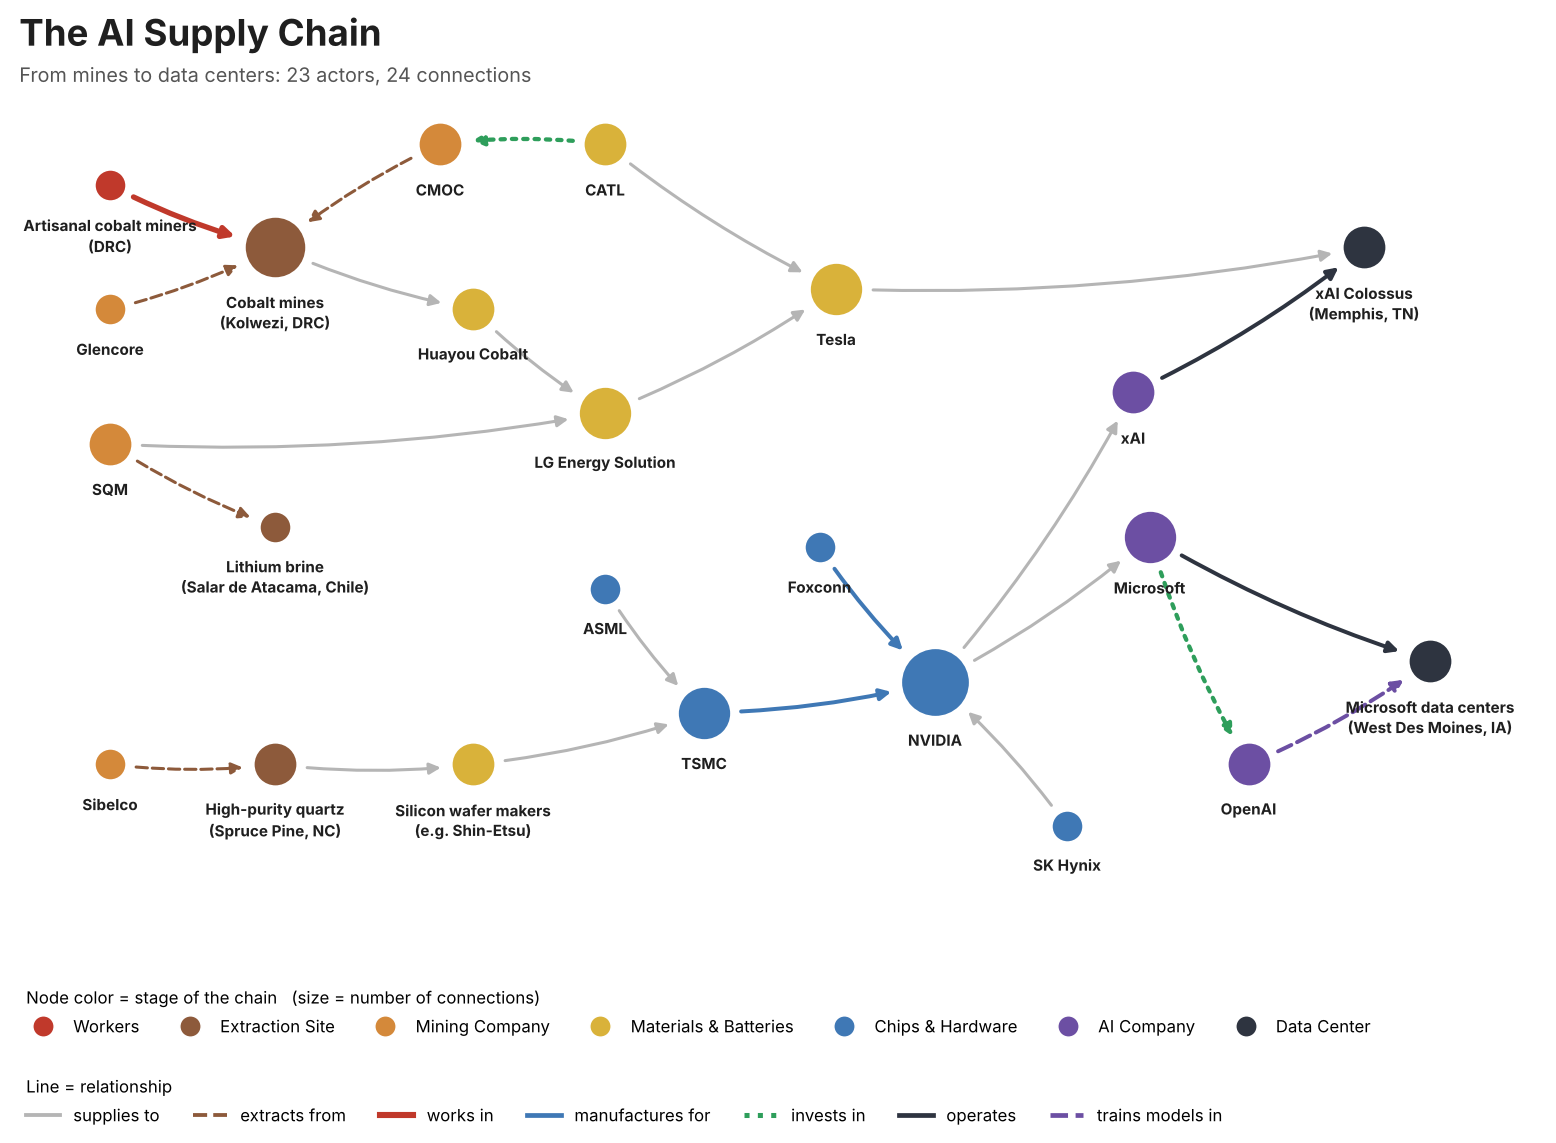 The AI Supply Chain
From mines to data centers: 23 actors, 24 connections
CMOC
CATL
Artisanal cobalt miners
(DRC)
Cobalt mines
(Kolwezi, DRC)
xAI Colossus
(Memphis, TN)
Glencore
Huayou Cobalt
Tesla
xAI
LG Energy Solution
SQM
Lithium brine
(Salar de Atacama, Chile)
Foxconn
Microsoft
ASML
Microsoft data centers
(West Des Moines, IA)
NVIDIA
TSMC
Sibelco
High-purity quartz
(Spruce Pine, NC)
Silicon wafer makers
(e.g. Shin-Etsu)
OpenAI
SK Hynix
Node color = stage of the chain (size = number of connections)
Workers Extraction Site Mining Company Materials & Batteries Chips & Hardware AI Company Data Center
Line = relationship
supplies to extracts from works in manufactures for invests in operates trains models in